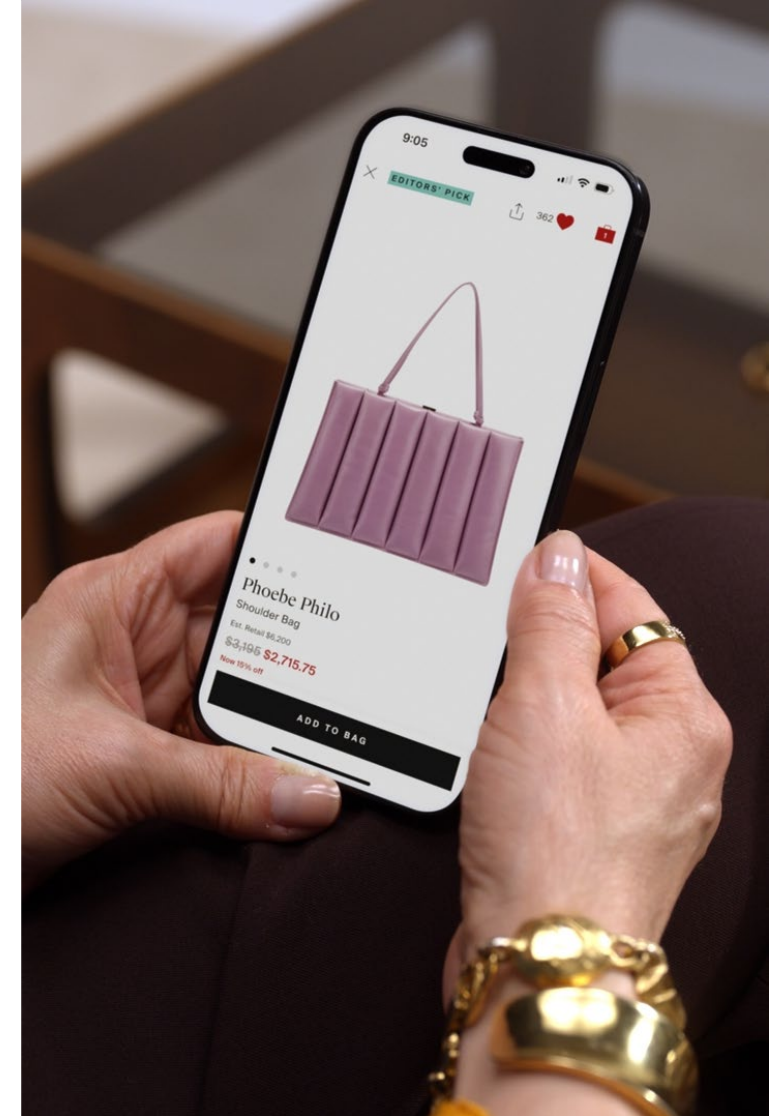 9:05
EDITORS' PICK
362
1
Phoebe Philo
Shoulder Bag
Est. Retail $6,200
$3,195 $2,715.75
Now 15% off
ADD TO BAG